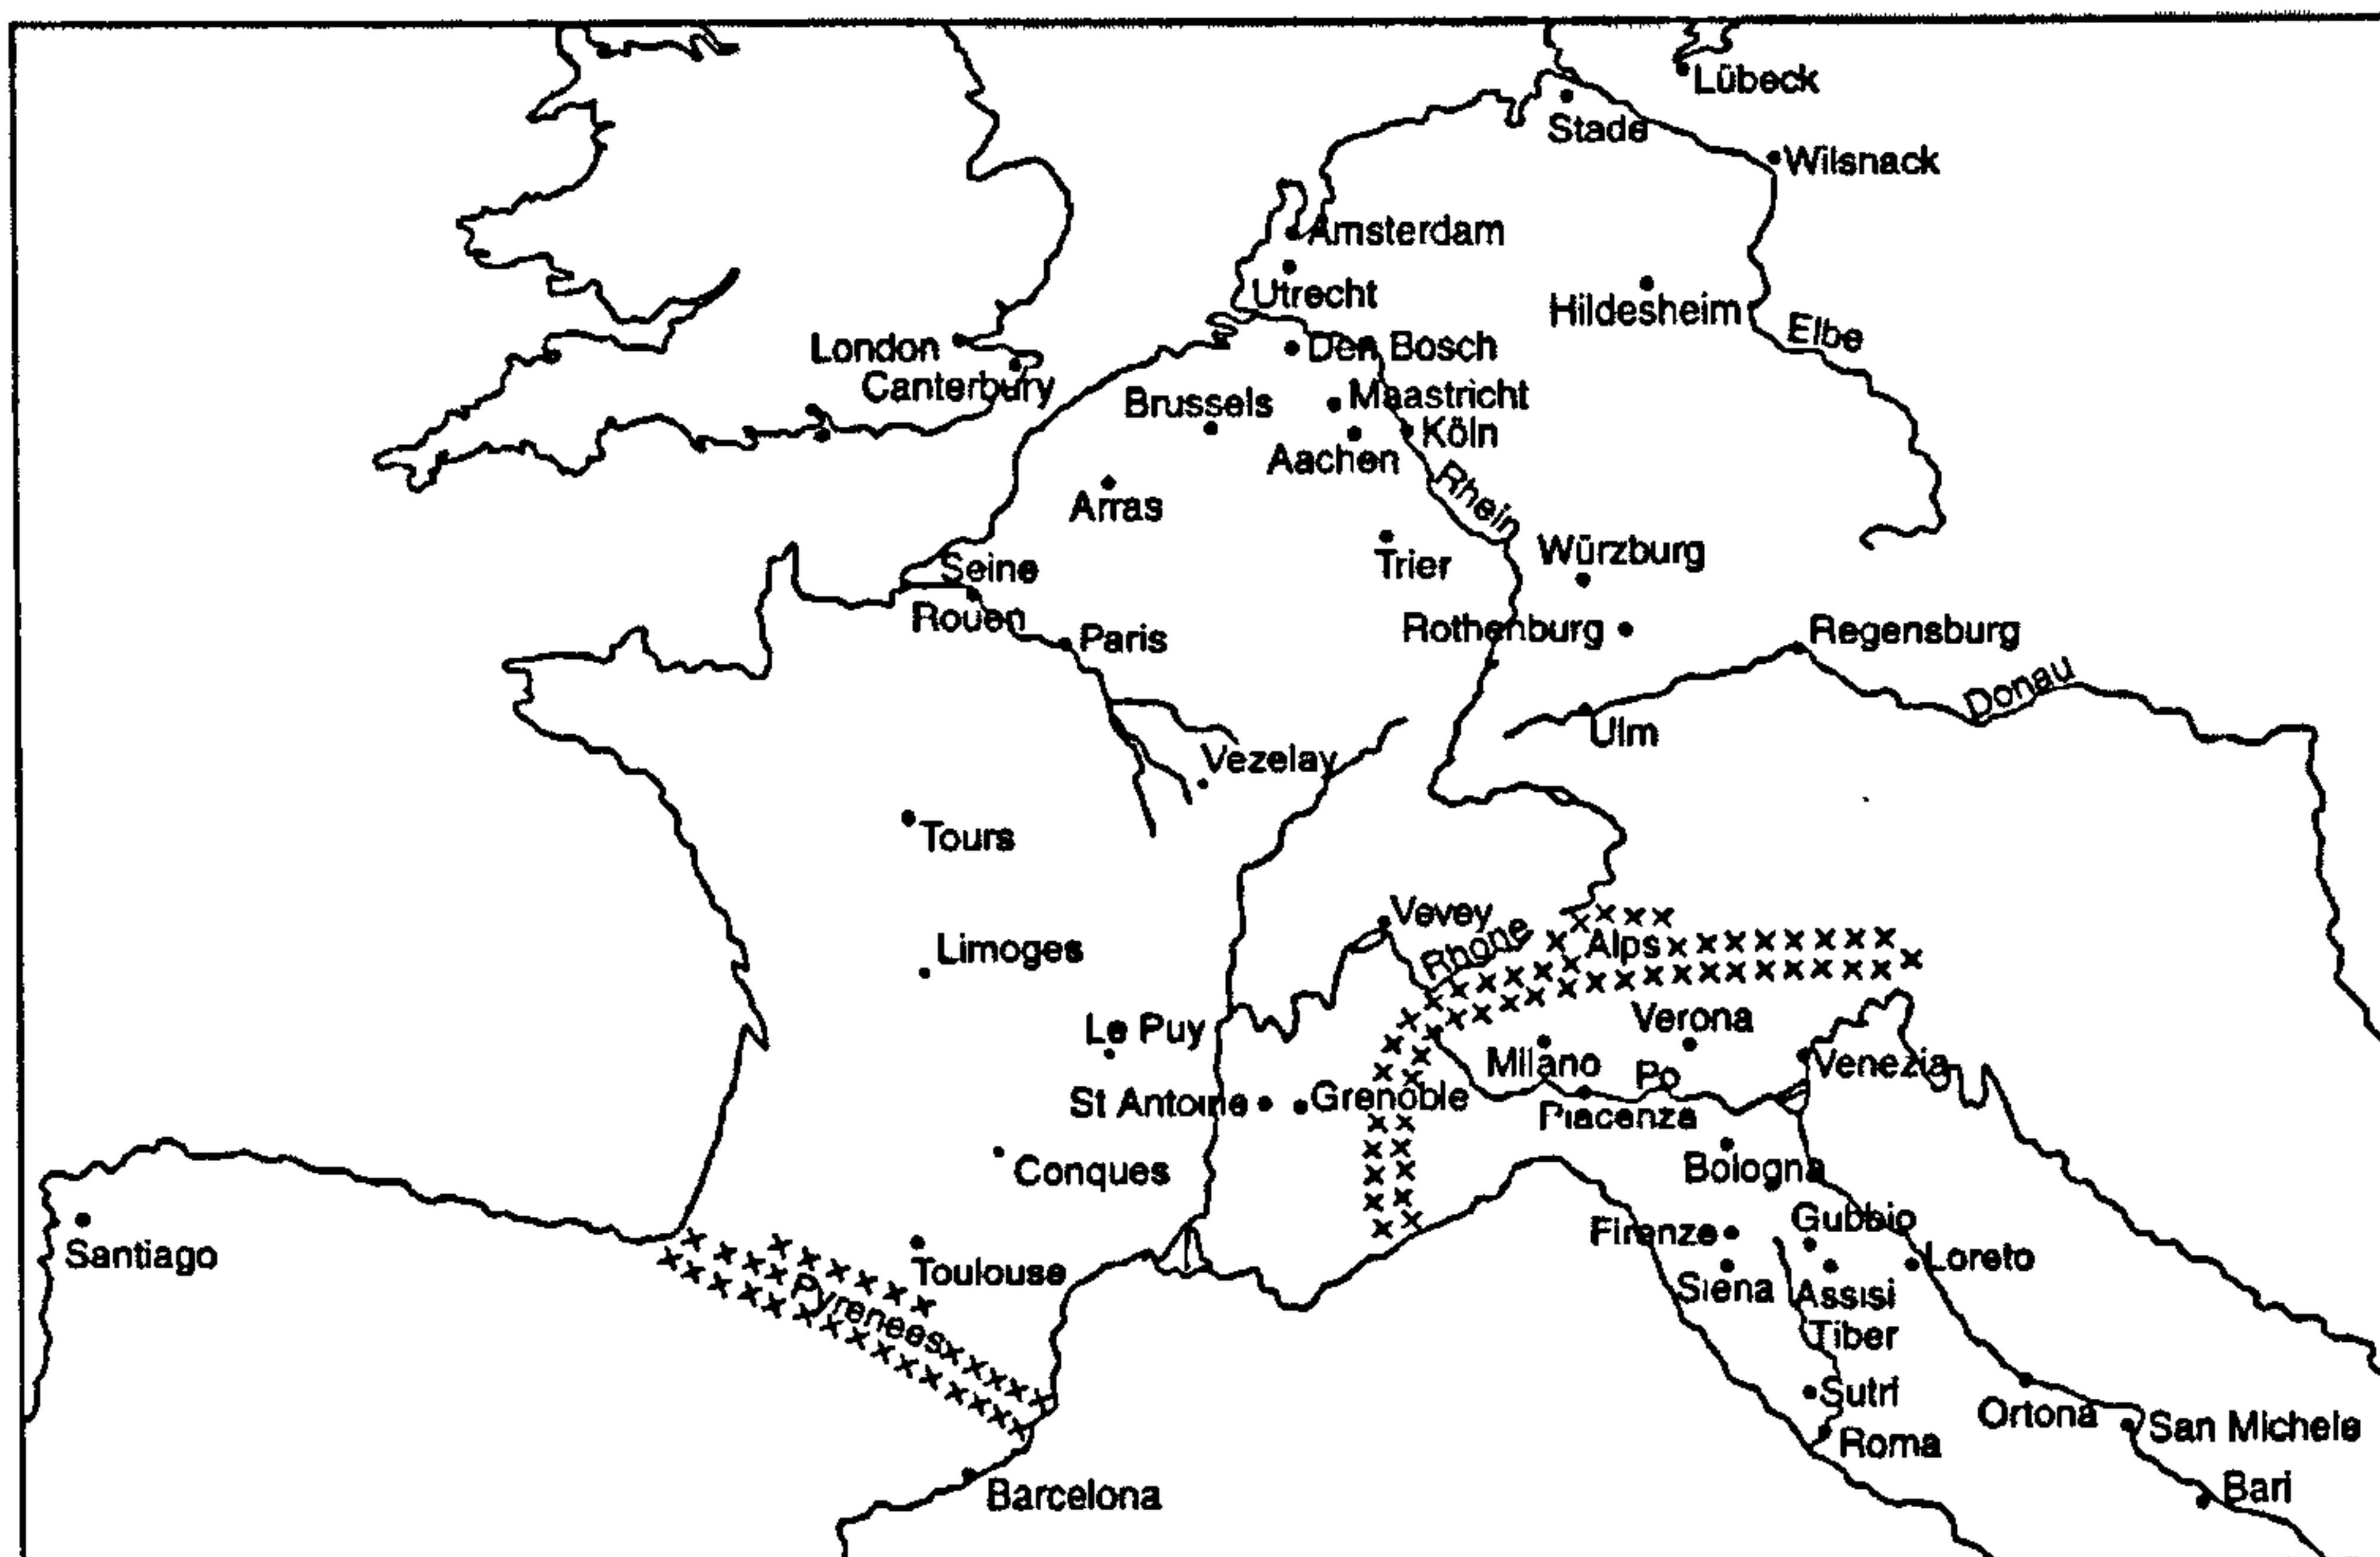 Lübeck
Stade
Wilsnack
Amsterdam
Utrecht
Hildesheim
Elbe
London
Den Bosch
Canterbury
Brussels
Maastricht
Köln
Aachen
Rhein
Arras
Seine
Trier
Würzburg
Rouen
Paris
Rothenburg
Regensburg
Donau
Ulm
Vezelay
Tours
Vevey
Rhone
Alps
Limoges
Le Puy
Verona
Milano
Po
Venezia
St Antoine
Grenoble
Piacenza
Conques
Bologna
Santiago
Toulouse
Pyrenees
Firenze
Gubbio
Loreto
Siena
Assisi
Tiber
Sutri
Ortona
San Michele
Roma
Barcelona
Bari